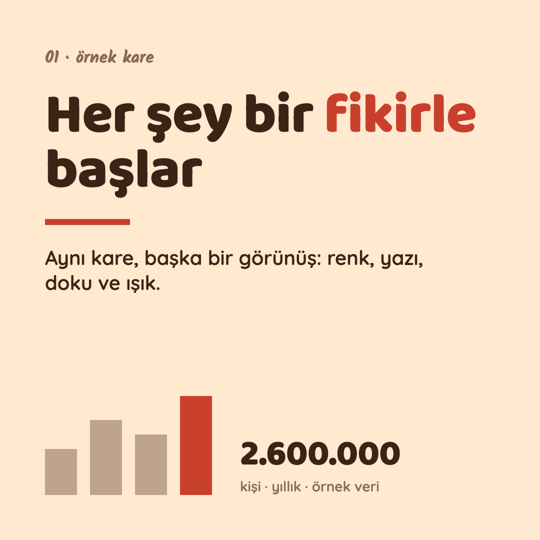 01 · örnek kare
Her şey bir fikirle
başlar
Aynı kare, başka bir görünüş: renk, yazı,
doku ve ışık.
2.600.000
kişi · yıllık · örnek veri